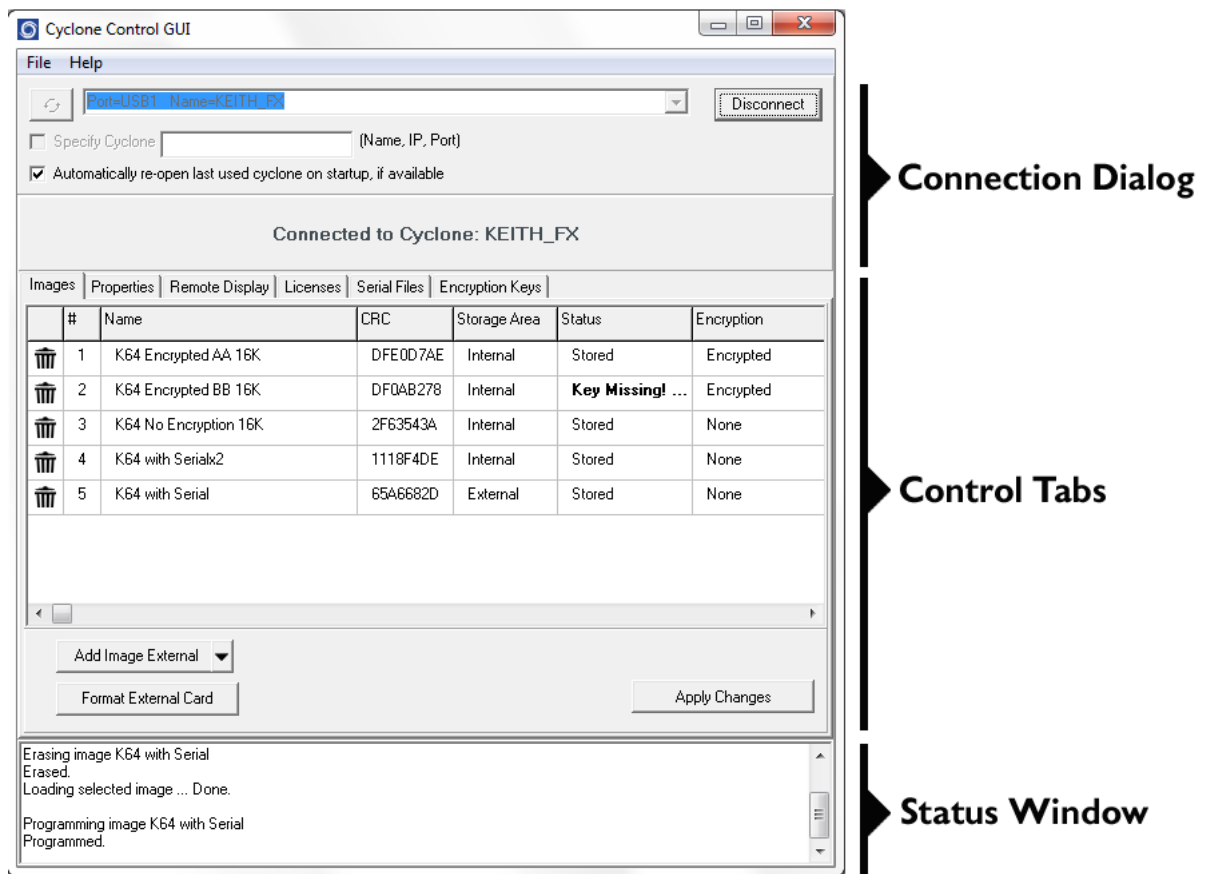 Cyclone Control GUI
File Help
Port=USB1 Name=KEITH_FX
Disconnect
Specify Cyclone (Name, IP, Port)
Automatically re-open last used cyclone on startup, if available
Connection Dialog
Connected to Cyclone: KEITH_FX
Images Properties Remote Display Licenses Serial Files Encryption Keys
# Name CRC Storage Area Status Encryption
1 K64 Encrypted AA 16K DFE0D7AE Internal Stored Encrypted
2 K64 Encrypted BB 16K DF0AB278 Internal Key Missing! ... Encrypted
3 K64 No Encryption 16K 2F63543A Internal Stored None
4 K64 with Serialx2 1118F4DE Internal Stored None
5 K64 with Serial 65A6682D External Stored None
Control Tabs
Add Image External
Format External Card
Apply Changes
Erasing image K64 with Serial
Erased.
Loading selected image ... Done.
Programming image K64 with Serial
Programmed.
Status Window